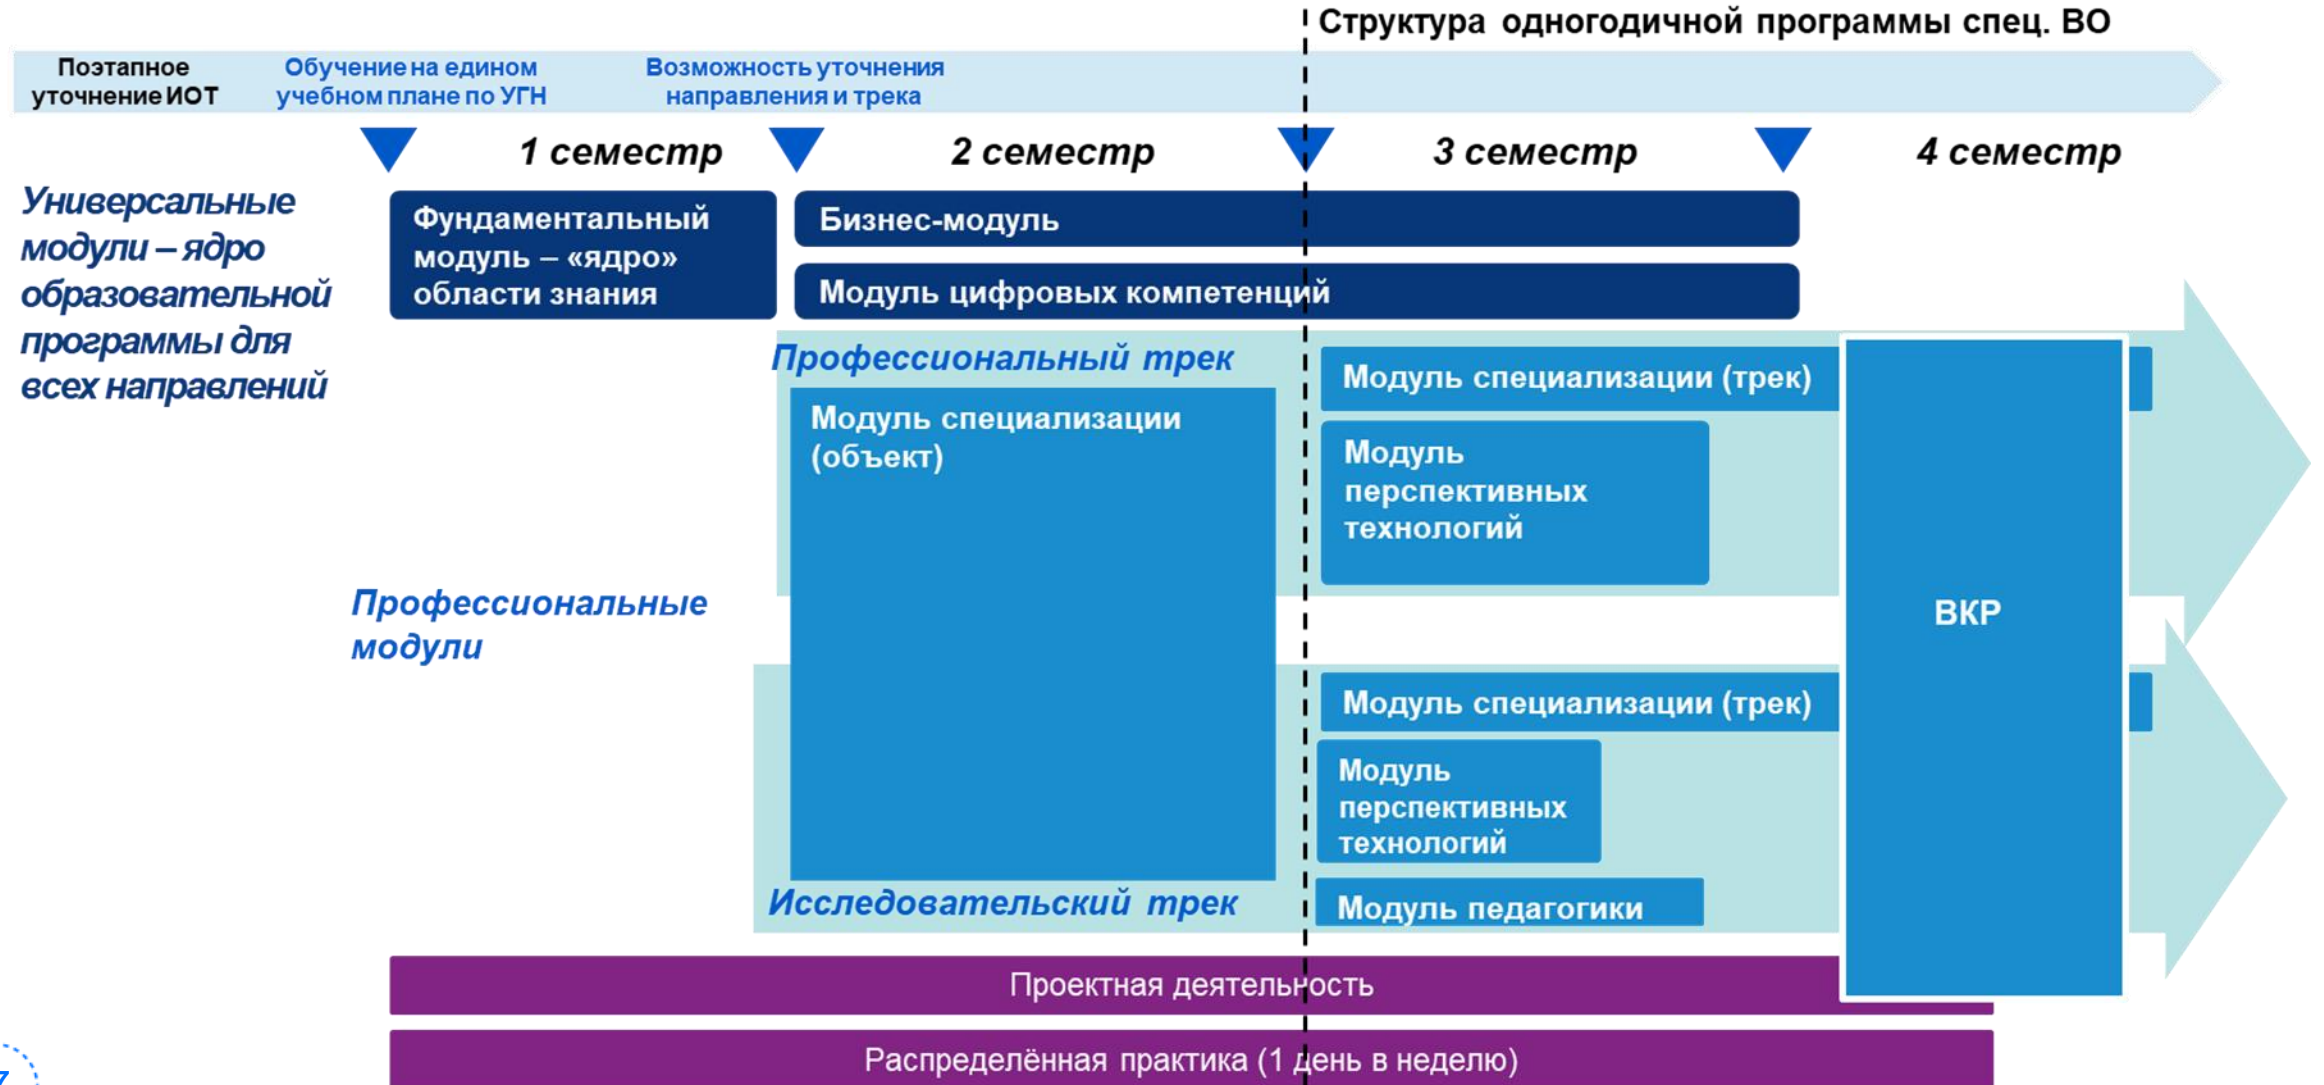 Структура одногодичной программы спец. ВО
Поэтапное
уточнение ИОТ
Обучение на едином
учебном плане по УГН
Возможность уточнения
направления и трека
1 семестр
2 семестр
3 семестр
4 семестр
Универсальные
модули – ядро
образовательной
программы для
всех направлений
Фундаментальный
модуль – «ядро»
области знания
Бизнес-модуль
Модуль цифровых компетенций
Профессиональный трек
Модуль специализации
(объект)
Модуль специализации (трек)
Модуль
перспективных
технологий
Профессиональные
модули
ВКР
Модуль специализации (трек)
Модуль
перспективных
технологий
Исследовательский трек
Модуль педагогики
Проектная деятельность
Распределённая практика (1 день в неделю)